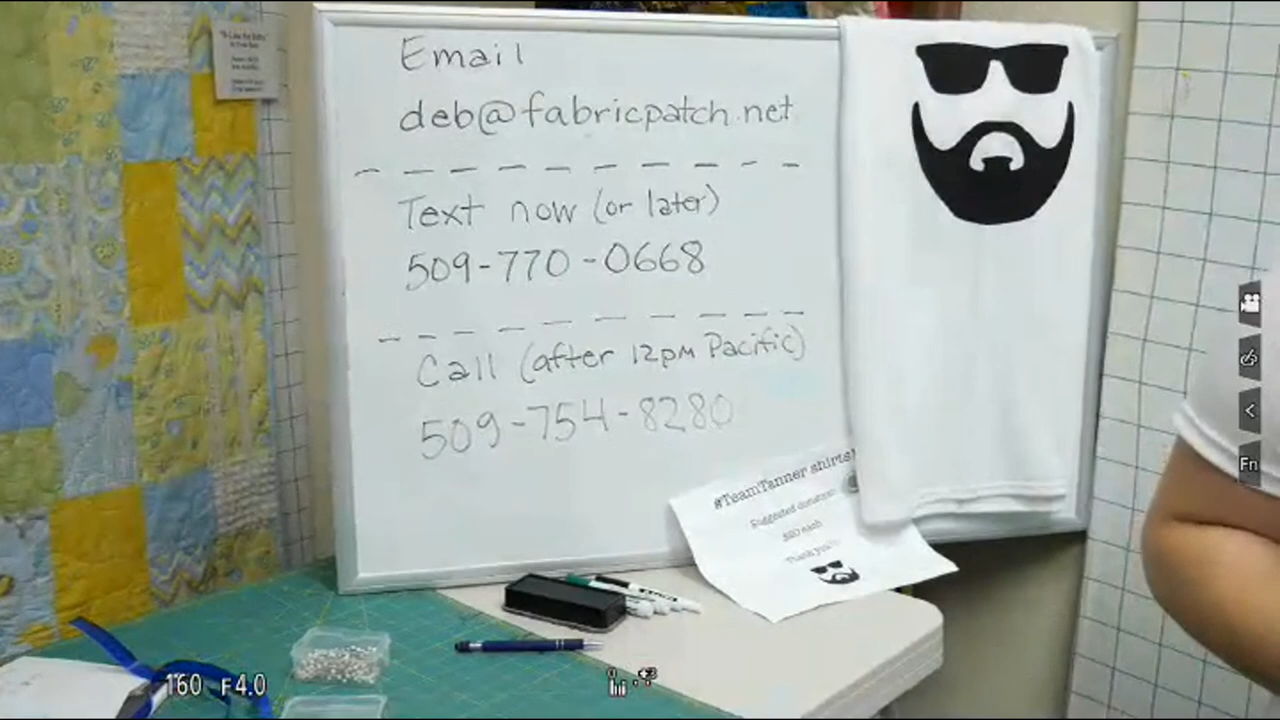 Email
deb@fabricpatch.net
Text now (or later)
509-770-0668
Call (after 12pm Pacific)
509-754-8280
#TeamTanner shirts!
Suggested donation
$20 each
Thank you!
Fn
160 F4.0